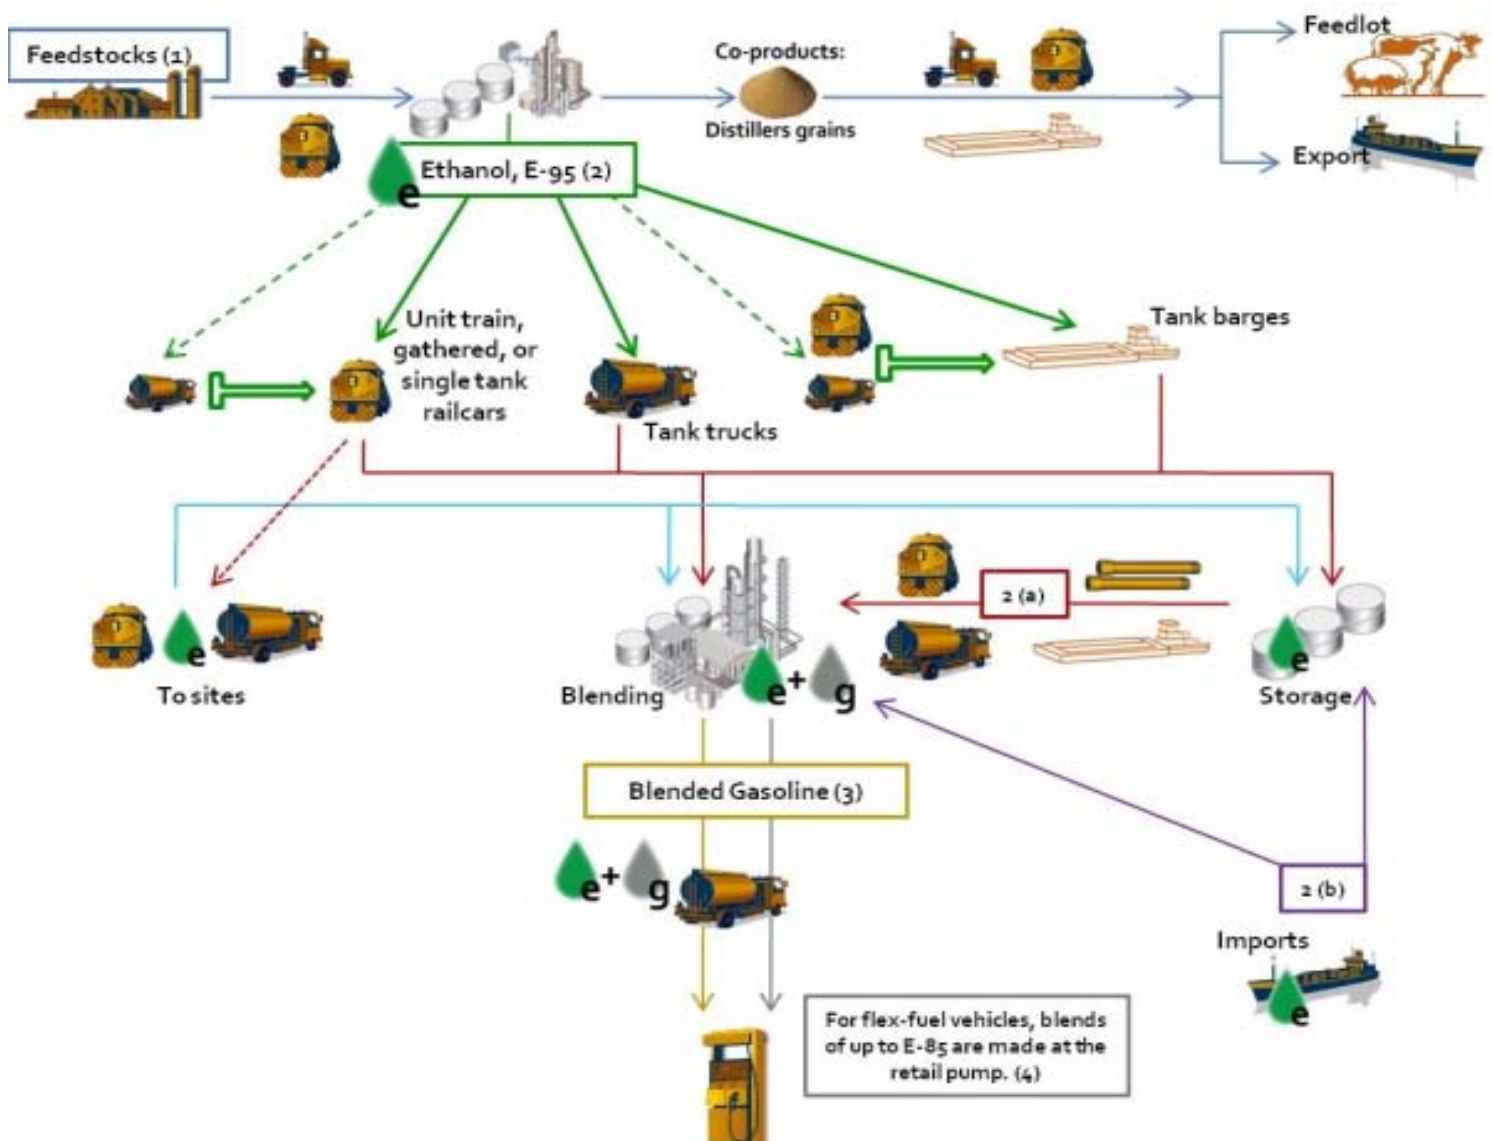 Feedstocks (1)
Co-products:
Distillers grains
Feedlot
Export
Ethanol, E-95 (2)
e
Unit train,
gathered, or
single tank
railcars
Tank trucks
Tank barges
2 (a)
e
To sites
Blending
e+ g
e
Storage
Blended Gasoline (3)
e+ g
2 (b)
Imports
e
For flex-fuel vehicles, blends
of up to E-85 are made at the
retail pump. (4)